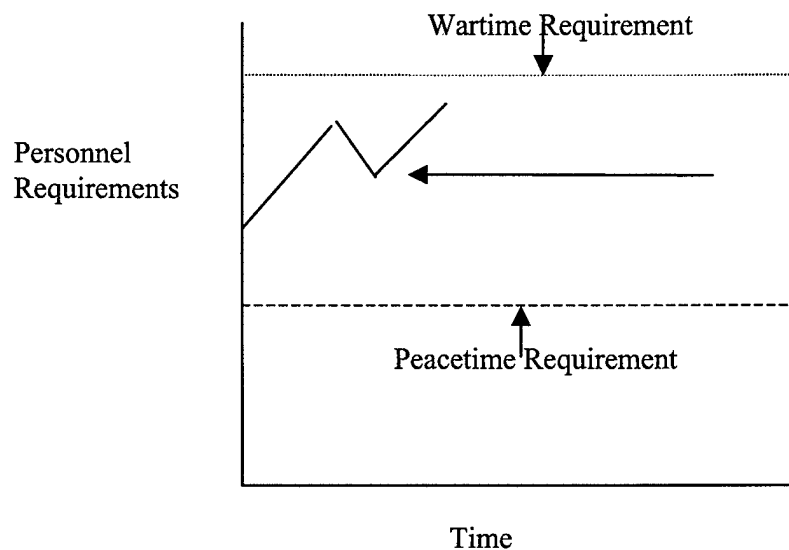 Wartime Requirement
Personnel
Requirements
Peacetime Requirement
Time